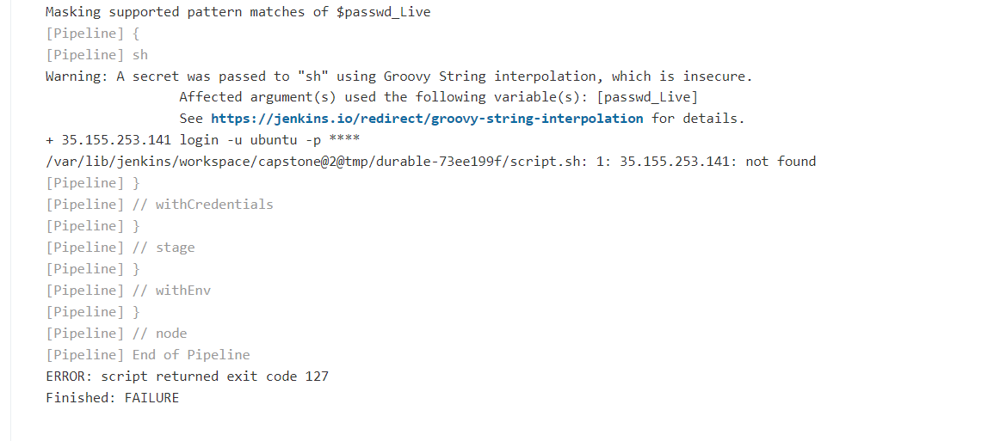 Masking supported pattern matches of $passwd_Live
[Pipeline] {
[Pipeline] sh
Warning: A secret was passed to "sh" using Groovy String interpolation, which is insecure.
Affected argument(s) used the following variable(s): [passwd_Live]
See https://jenkins.io/redirect/groovy-string-interpolation for details.
+ 35.155.253.141 login -u ubuntu -p ****
/var/lib/jenkins/workspace/capstone@2@tmp/durable-73ee199f/script.sh: 1: 35.155.253.141: not found
[Pipeline] }
[Pipeline] // withCredentials
[Pipeline] }
[Pipeline] // stage
[Pipeline] }
[Pipeline] // withEnv
[Pipeline] }
[Pipeline] // node
[Pipeline] End of Pipeline
ERROR: script returned exit code 127
Finished: FAILURE